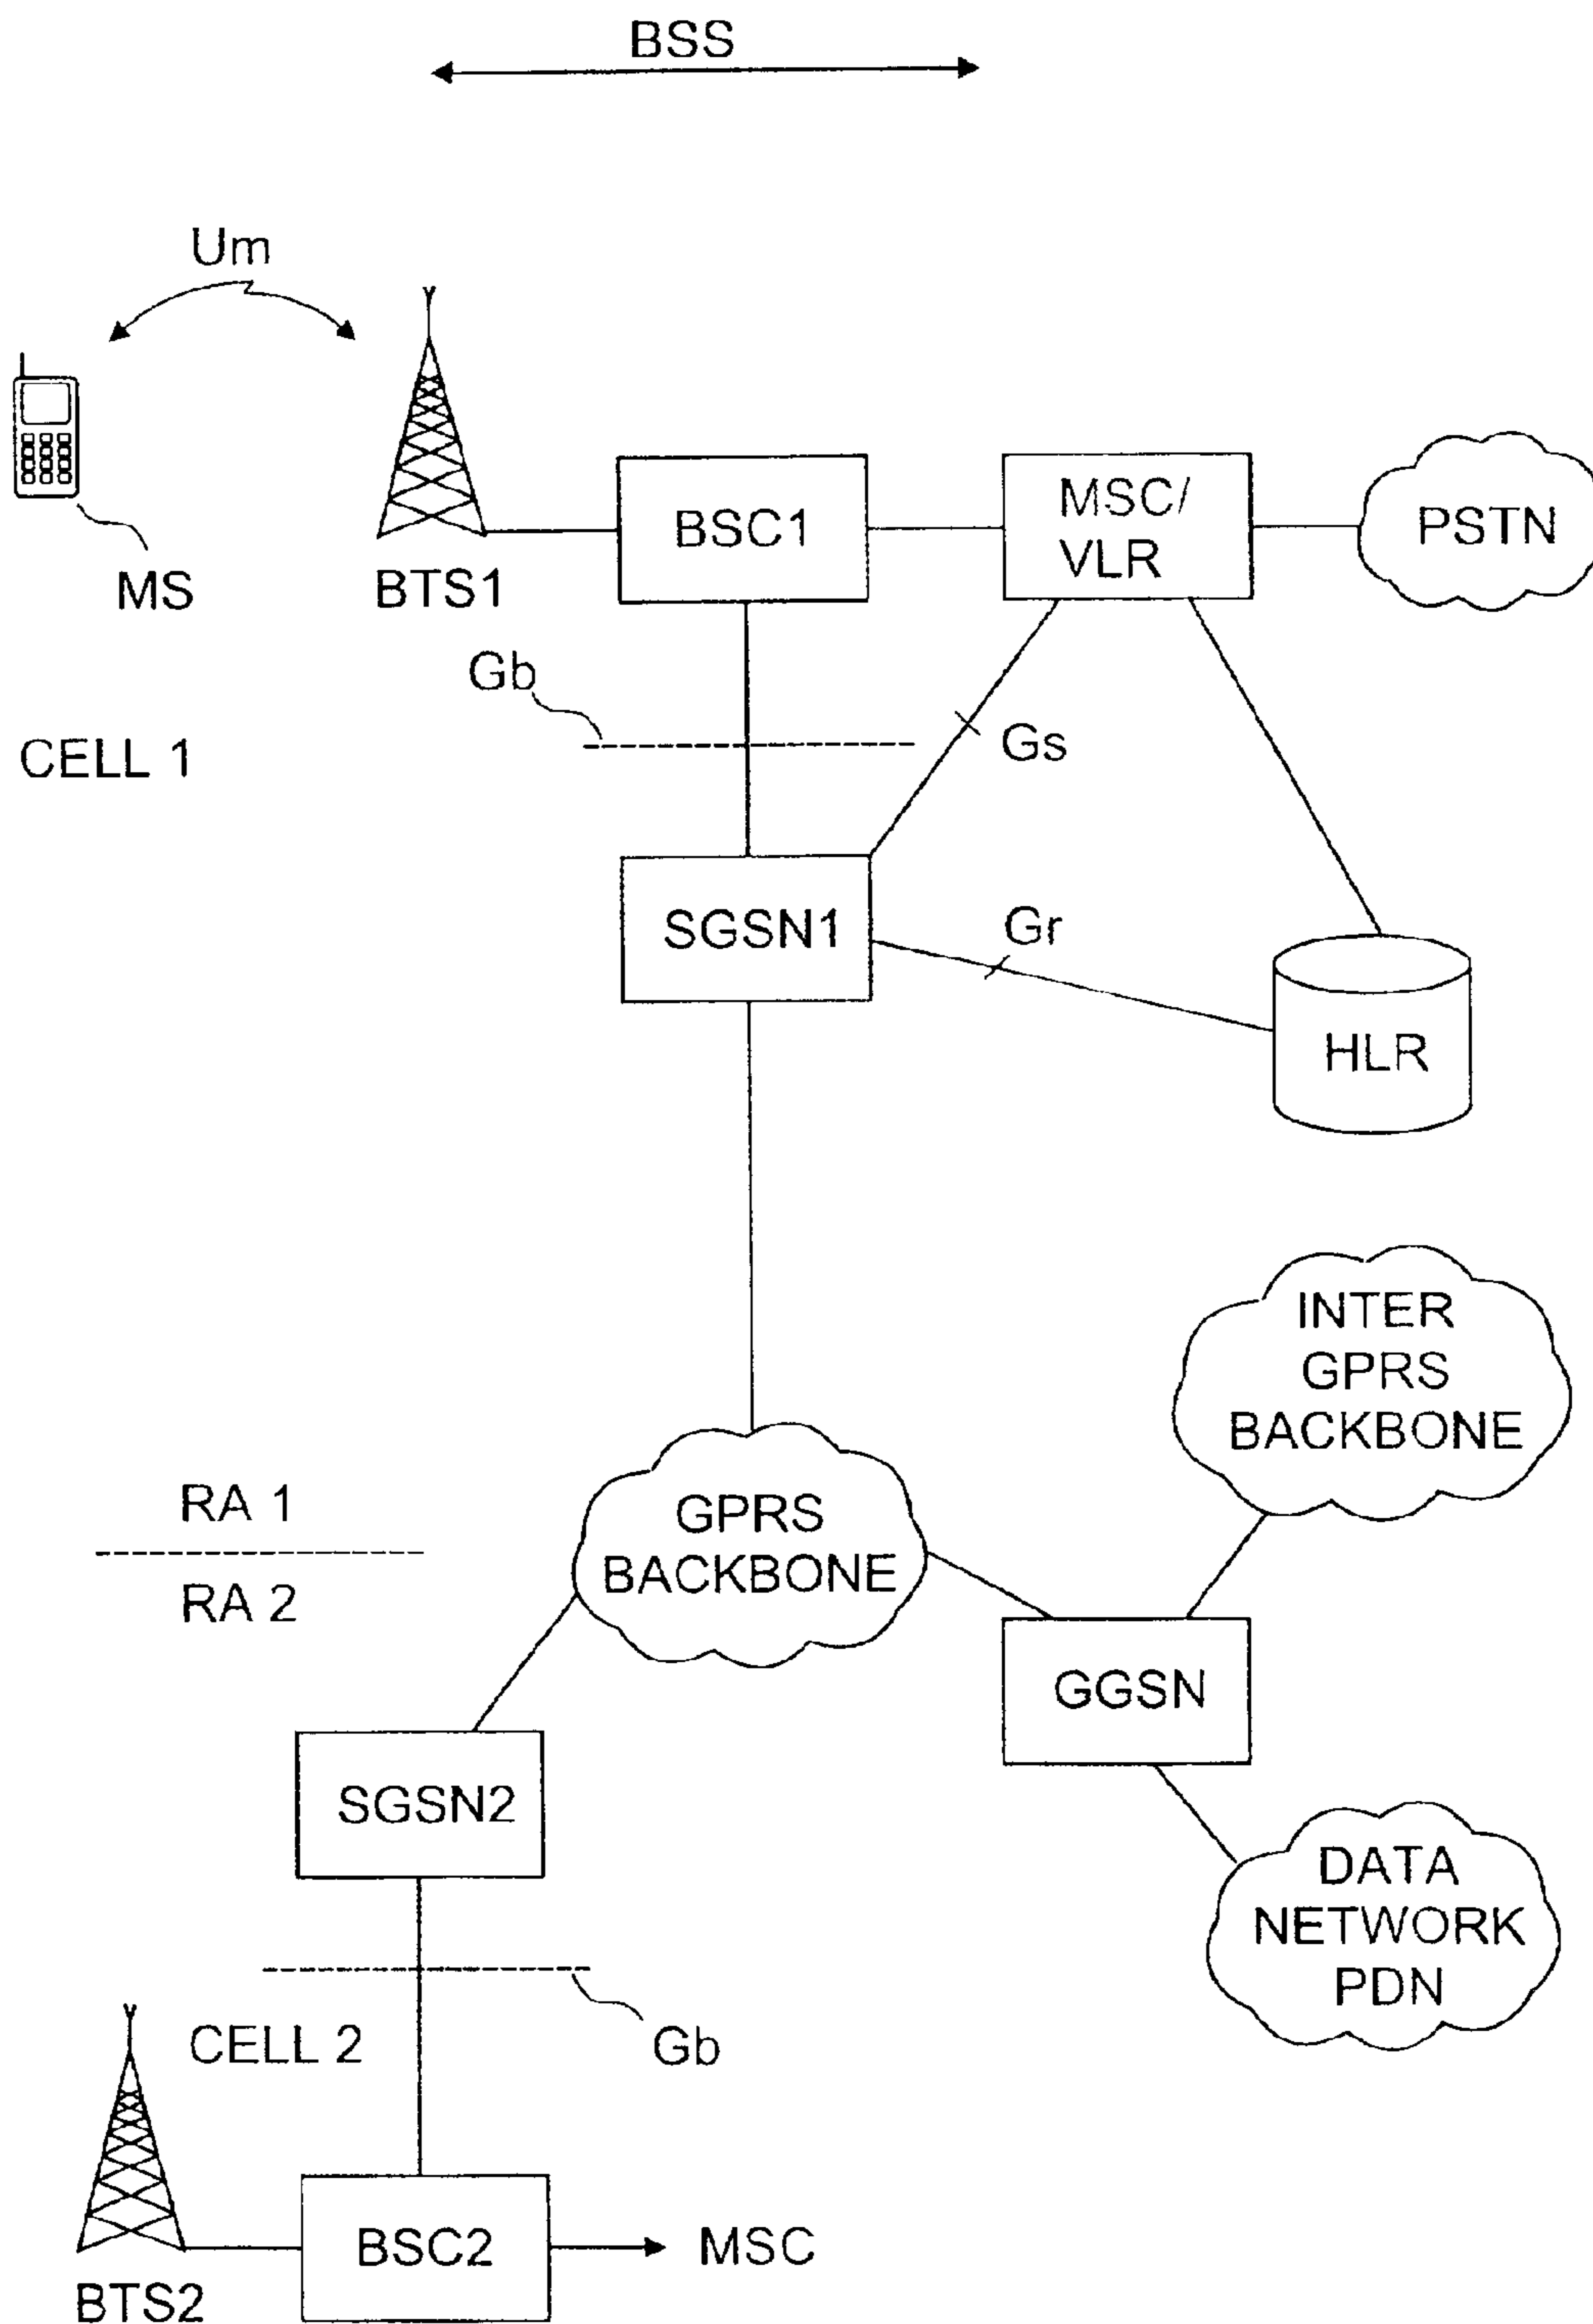 BSS
Um
MS
BTS1
BSC1
MSC/
VLR
PSTN
Gb
Gs
CELL 1
SGSN1
Gr
HLR
INTER
GPRS
BACKBONE
RA 1
RA 2
GPRS
BACKBONE
GGSN
SGSN2
DATA
NETWORK
PDN
CELL 2
Gb
BTS2
BSC2
MSC